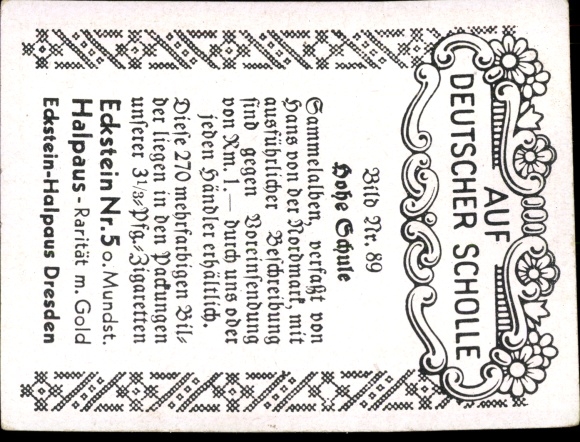 AUF
DEUTSCHER SCHOLLE
Bild Nr. 89
Hohe Schule
Sammelalben, verfaßt von
Hans von der Nordmark, mit
ausführlicher Beschreibung
sind gegen Voreinsendung
von Rm. 1.— durch uns oder
jeden Händler erhältlich.
Diese 270 mehrfarbigen Bil-
der liegen in den Packungen
unserer 3 1/3-Pfg.-Zigaretten
Eckstein Nr. 5 o. Mundst.
Halpaus - Rarität m. Gold
Eckstein-Halpaus Dresden